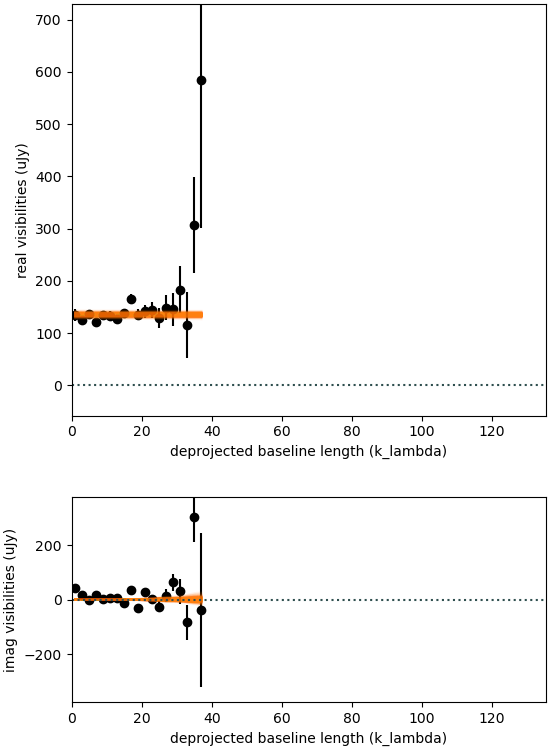 700
600
500
400
300
200
100
0
real visibilities (uJy)
0 20 40 60 80 100 120
deprojected baseline length (k_lambda)
200
0
−200
imag visibilities (uJy)
0 20 40 60 80 100 120
deprojected baseline length (k_lambda)